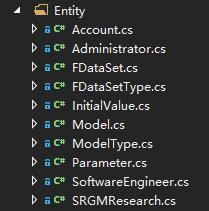 Entity
C# Account.cs
C# Administrator.cs
C# FDataSet.cs
C# FDataSetType.cs
C# InitialValue.cs
C# Model.cs
C# ModelType.cs
C# Parameter.cs
C# SoftwareEngineer.cs
C# SRGMResearch.cs